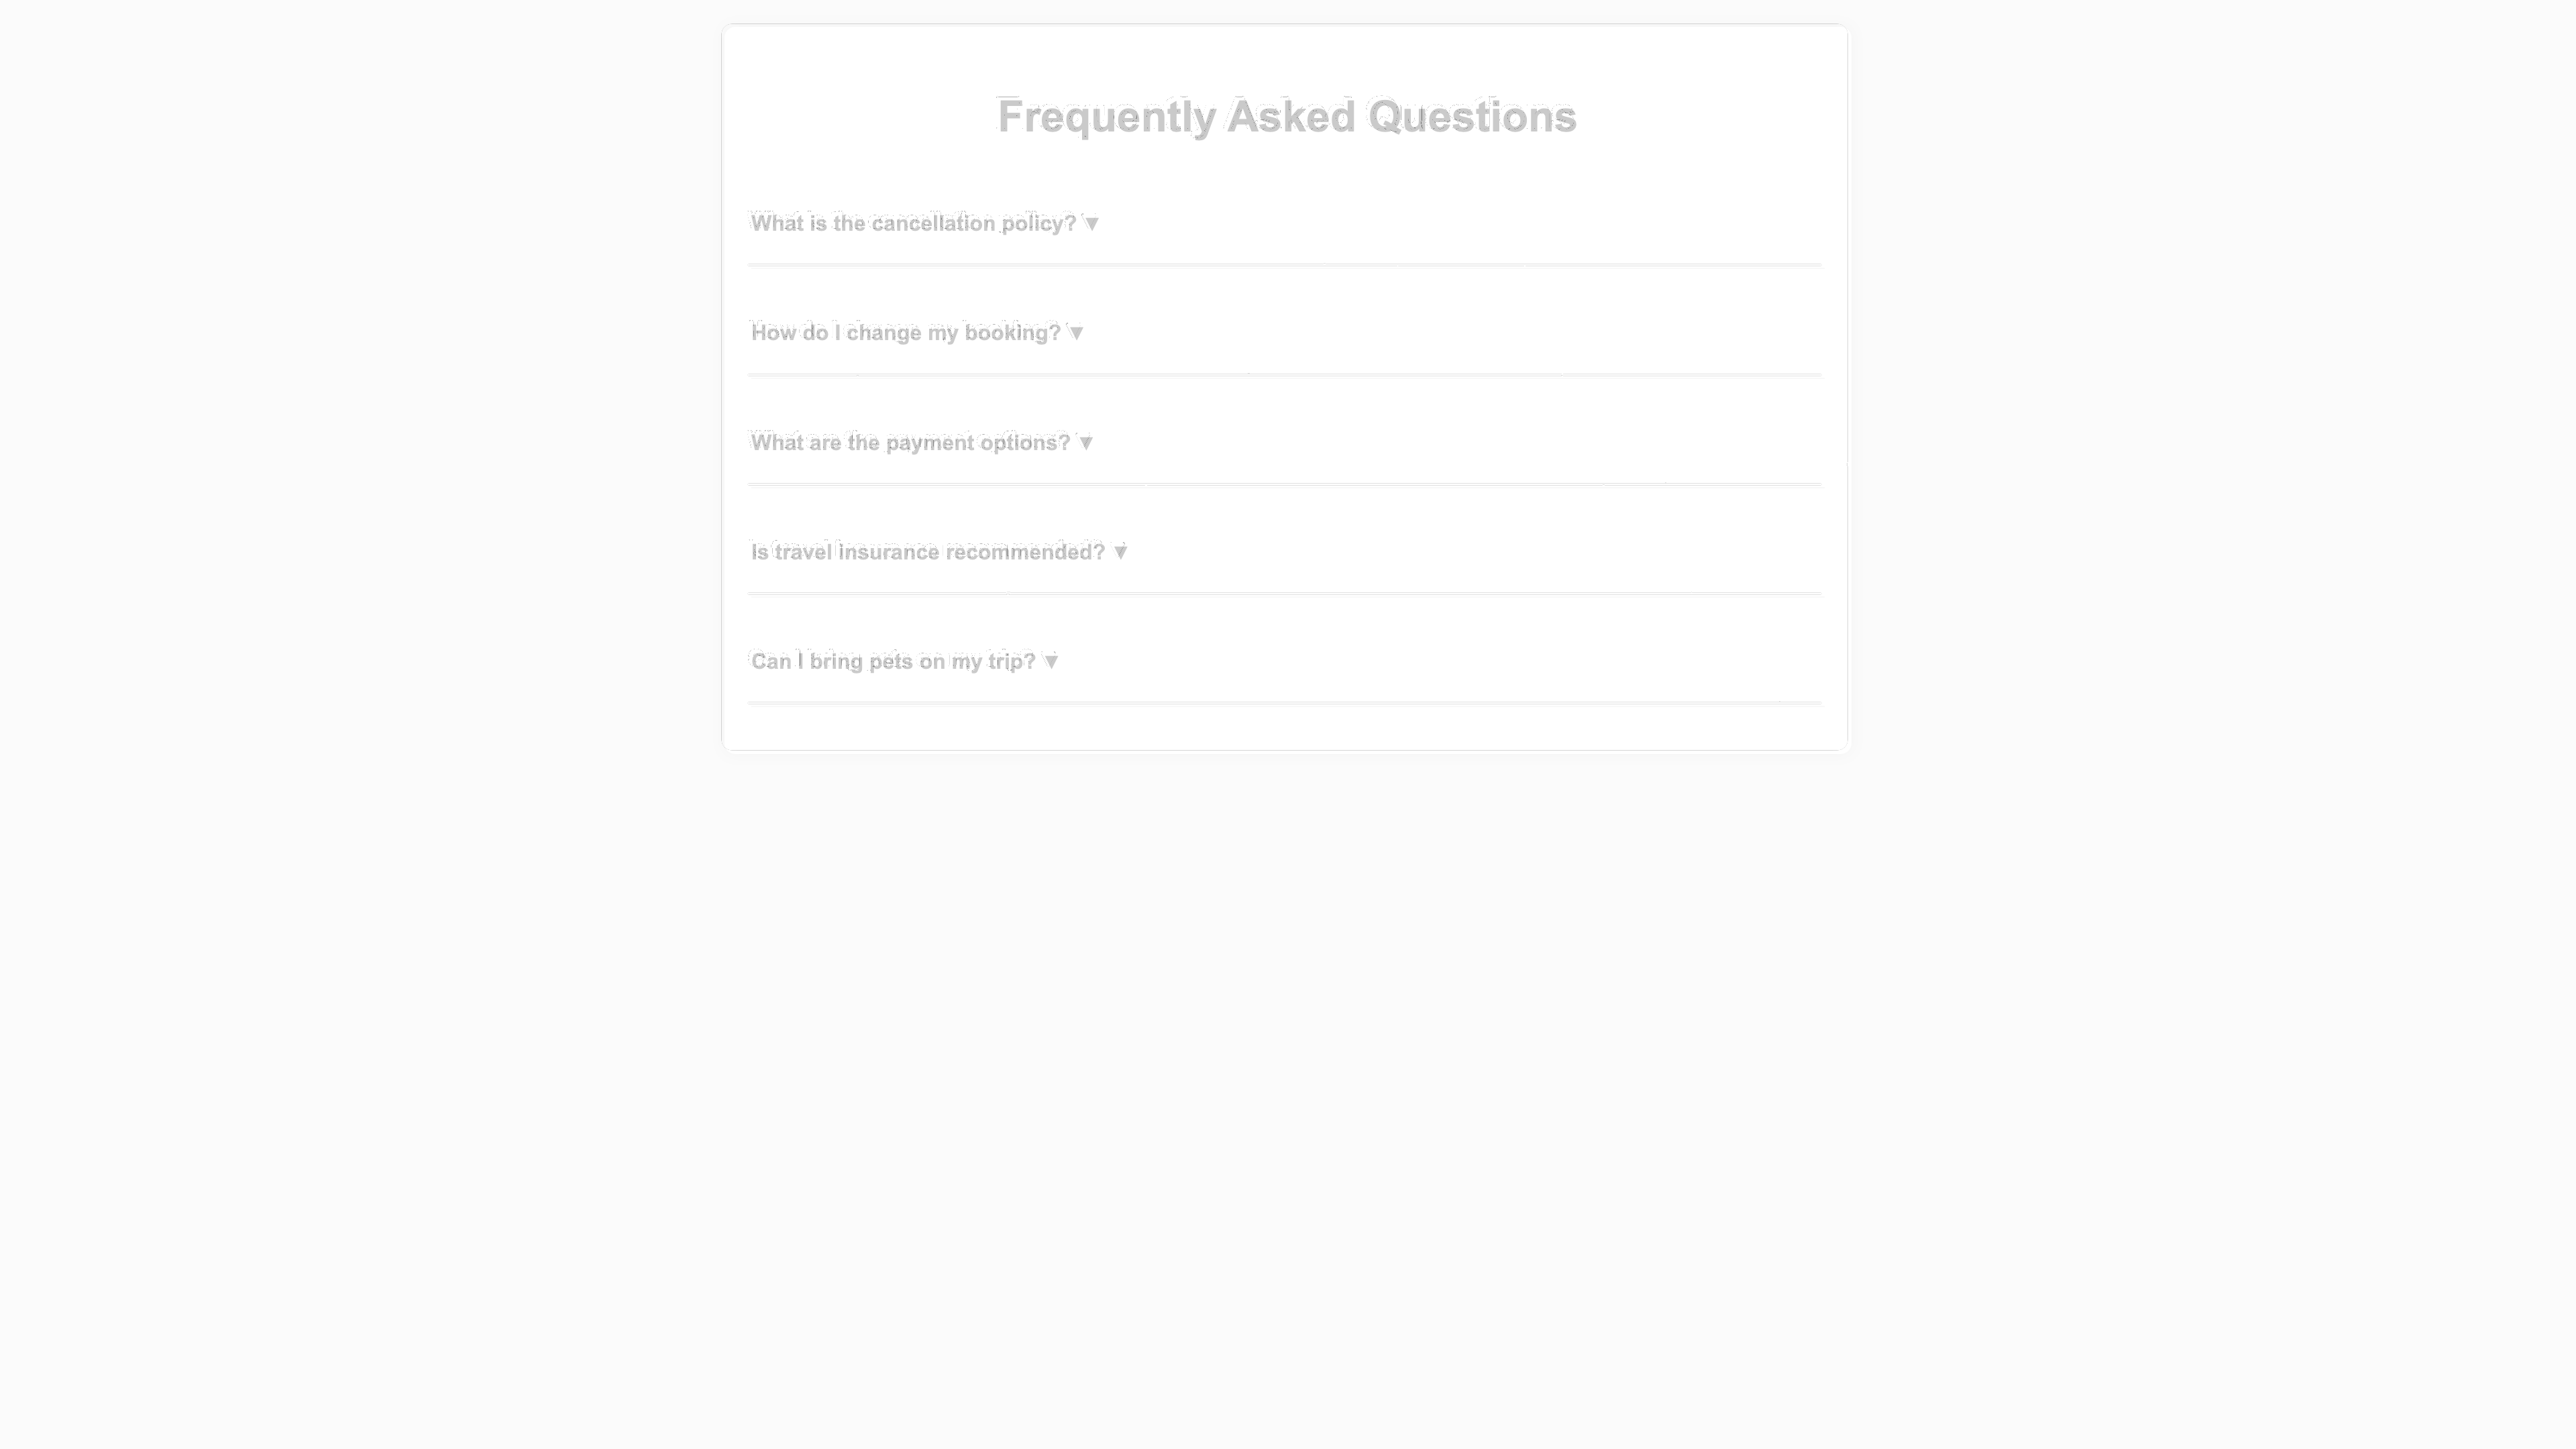 Frequently Asked Questions
What is the cancellation policy? ▼
How do I change my booking? ▼
What are the payment options? ▼
Is travel insurance recommended? ▼
Can I bring pets on my trip? ▼